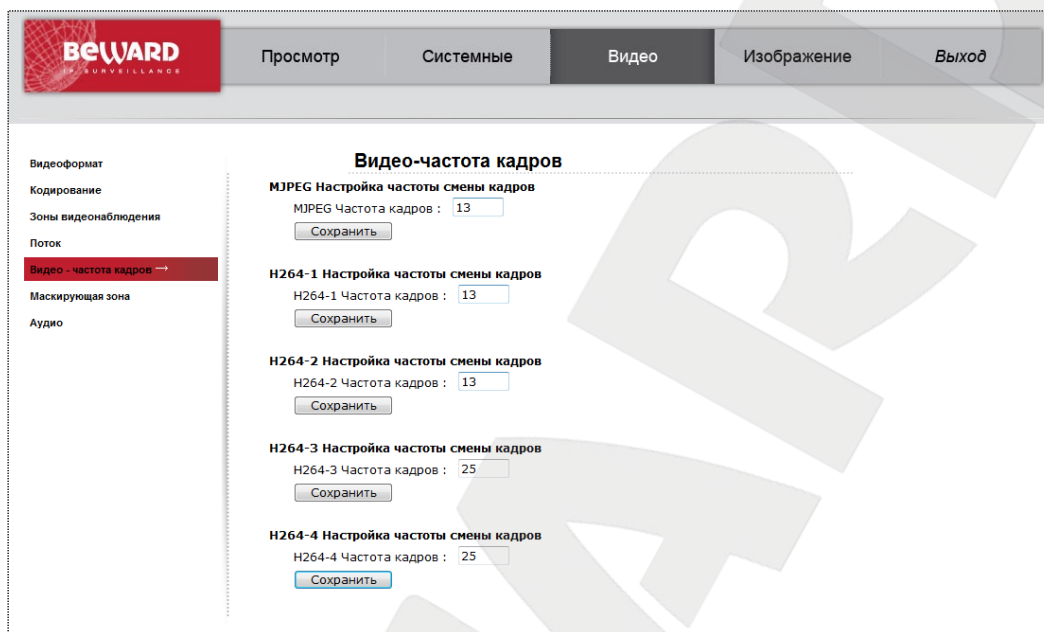 BEWARD
IP SURVEILLANCE
Просмотр
Системные
Видео
Изображение
Выход
Видеоформат
Кодирование
Зоны видеонаблюдения
Поток
Видео - частота кадров →
Маскирующая зона
Аудио
Видео-частота кадров
MJPEG Настройка частоты смены кадров
MJPEG Частота кадров : 13
Сохранить
H264-1 Настройка частоты смены кадров
H264-1 Частота кадров : 13
Сохранить
H264-2 Настройка частоты смены кадров
H264-2 Частота кадров : 13
Сохранить
H264-3 Настройка частоты смены кадров
H264-3 Частота кадров : 25
Сохранить
H264-4 Настройка частоты смены кадров
H264-4 Частота кадров : 25
Сохранить